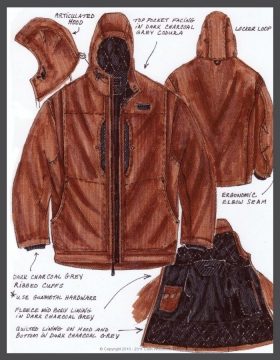 ARTICULATED
HOOD
TOP POCKET FACING
IN DARK CHARCOAL
GREY CORDURA
LOCKER LOOP
ERGONOMIC
ELBOW SEAM
DARK CHARCOAL GREY
RIBBED CUFFS
* USE GUNMETAL HARDWARE
FLEECE MID BODY LINING
IN DARK CHARCOAL GREY
QUILTED LINING ON HOOD AND
BOTTOM IN DARK CHARCOAL GREY